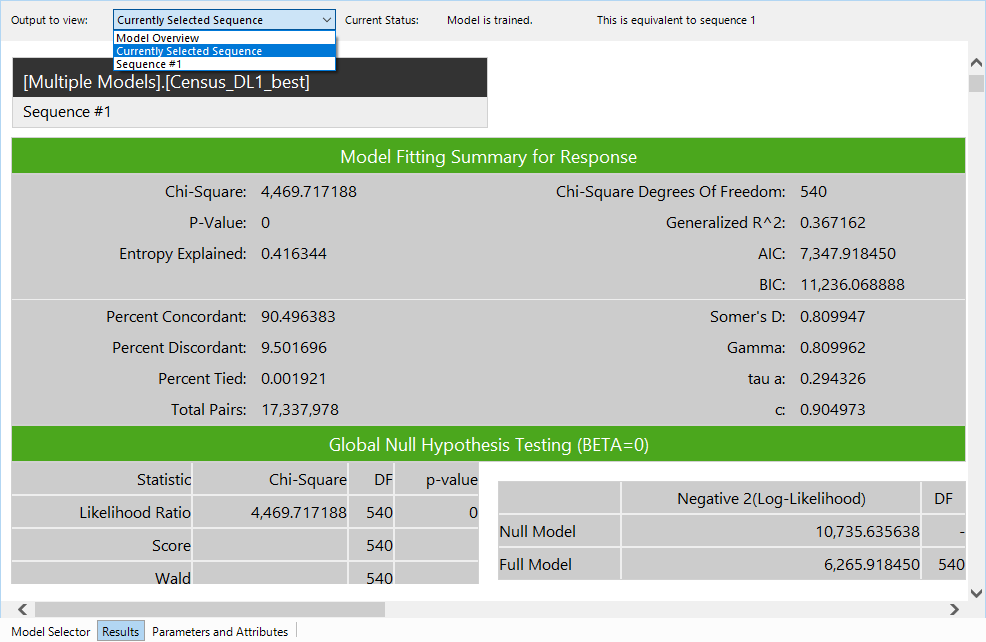 Output to view: Currently Selected Sequence Current Status: Model is trained. This is equivalent to sequence 1
Model Overview
Currently Selected Sequence
Sequence #1
[Multiple Models].[Census_DL1_best]
Sequence #1
Model Fitting Summary for Response
Chi-Square: 4,469.717188 Chi-Square Degrees Of Freedom: 540
P-Value: 0 Generalized R^2: 0.367162
Entropy Explained: 0.416344 AIC: 7,347.918450
BIC: 11,236.068888
Percent Concordant: 90.496383 Somer's D: 0.809947
Percent Discordant: 9.501696 Gamma: 0.809962
Percent Tied: 0.001921 tau a: 0.294326
Total Pairs: 17,337,978 c: 0.904973
Global Null Hypothesis Testing (BETA=0)
Statistic Chi-Square DF p-value
Likelihood Ratio 4,469.717188 540 0
Score 540
Wald 540
Negative 2(Log-Likelihood) DF
Null Model 10,735.635638 -
Full Model 6,265.918450 540
Model Selector Results Parameters and Attributes